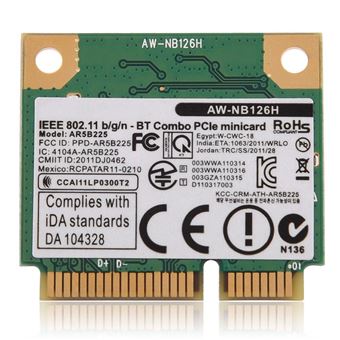 AW-NB126H
AW-NB126H
IEEE 802.11 b/g/n - BT Combo PCIe minicard
RoHS
Model: AR5B225
FCC ID: PPD-AR5B225
IC: 4104A-AR5B225
CMIIT ID: 2011DJ0462
Mexico:RCPATAR11-0210
Egypt:W-CWC-18
India:ETA:1063/2011/WRLO
Jordan:TRC/SS/2011/28
CCAI11LP0300T2
003WWA110314
003WWA110316
003GZA110315
D110317003
Complies with
iDA standards
DA 104328
KCC-CRM-ATH-AR5B225
N136
D+ D-